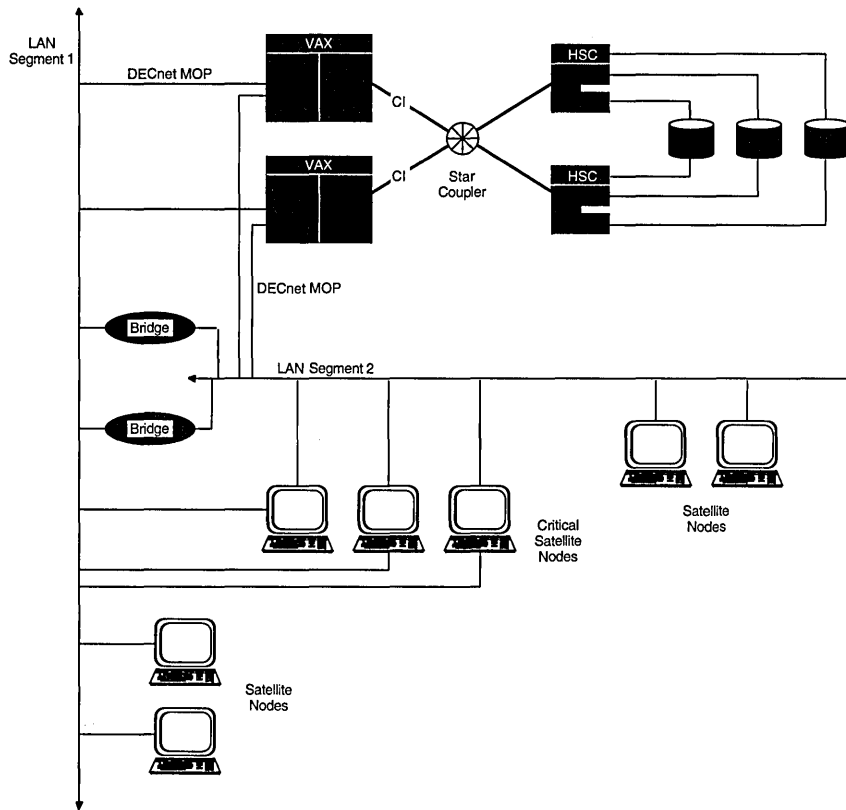 LAN
Segment 1
VAX
HSC
DECnet MOP
CI
VAX
CI
Star
Coupler
HSC
DECnet MOP
Bridge
LAN Segment 2
Bridge
Critical
Satellite
Nodes
Satellite
Nodes
Satellite
Nodes